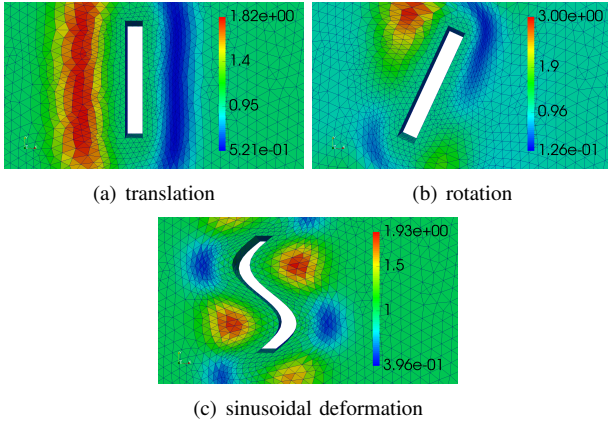 1.82e+00
1.4
0.95
5.21e-01
3.00e+00
1.9
0.96
1.26e-01
(a) translation
(b) rotation
1.93e+00
1.5
1
3.96e-01
(c) sinusoidal deformation